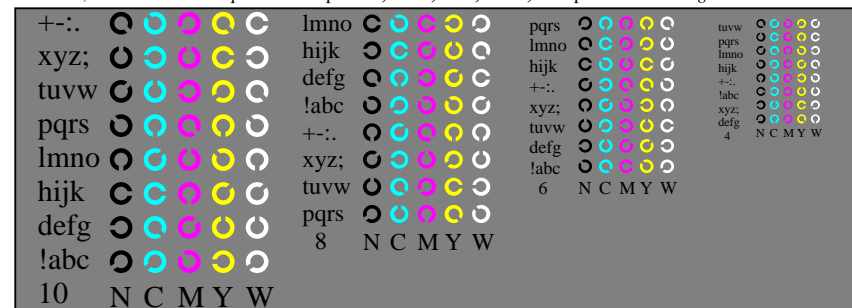 +-:.
xyz;
tuvw
pqrs
lmno
hijk
defg
!abc
10 N C M Y W
lmno
hijk
defg
!abc
+-:.
xyz;
tuvw
pqrs
8 N C M Y W
pqrs
lmno
hijk
+-:.
xyz;
tuvw
defg
!abc
6 N C M Y W
tuvw
pqrs
lmno
hijk
+-:.
!abc
xyz;
defg
4 N C M Y W